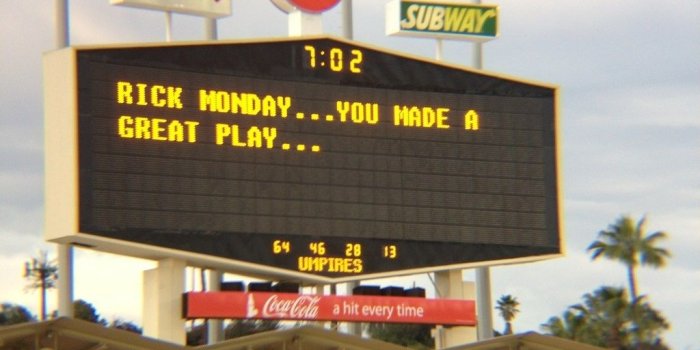 SUBWAY
7:02
RICK MONDAY...YOU MADE A
GREAT PLAY...
64 46 28 13
UMPIRES
Coca-Cola a hit every time